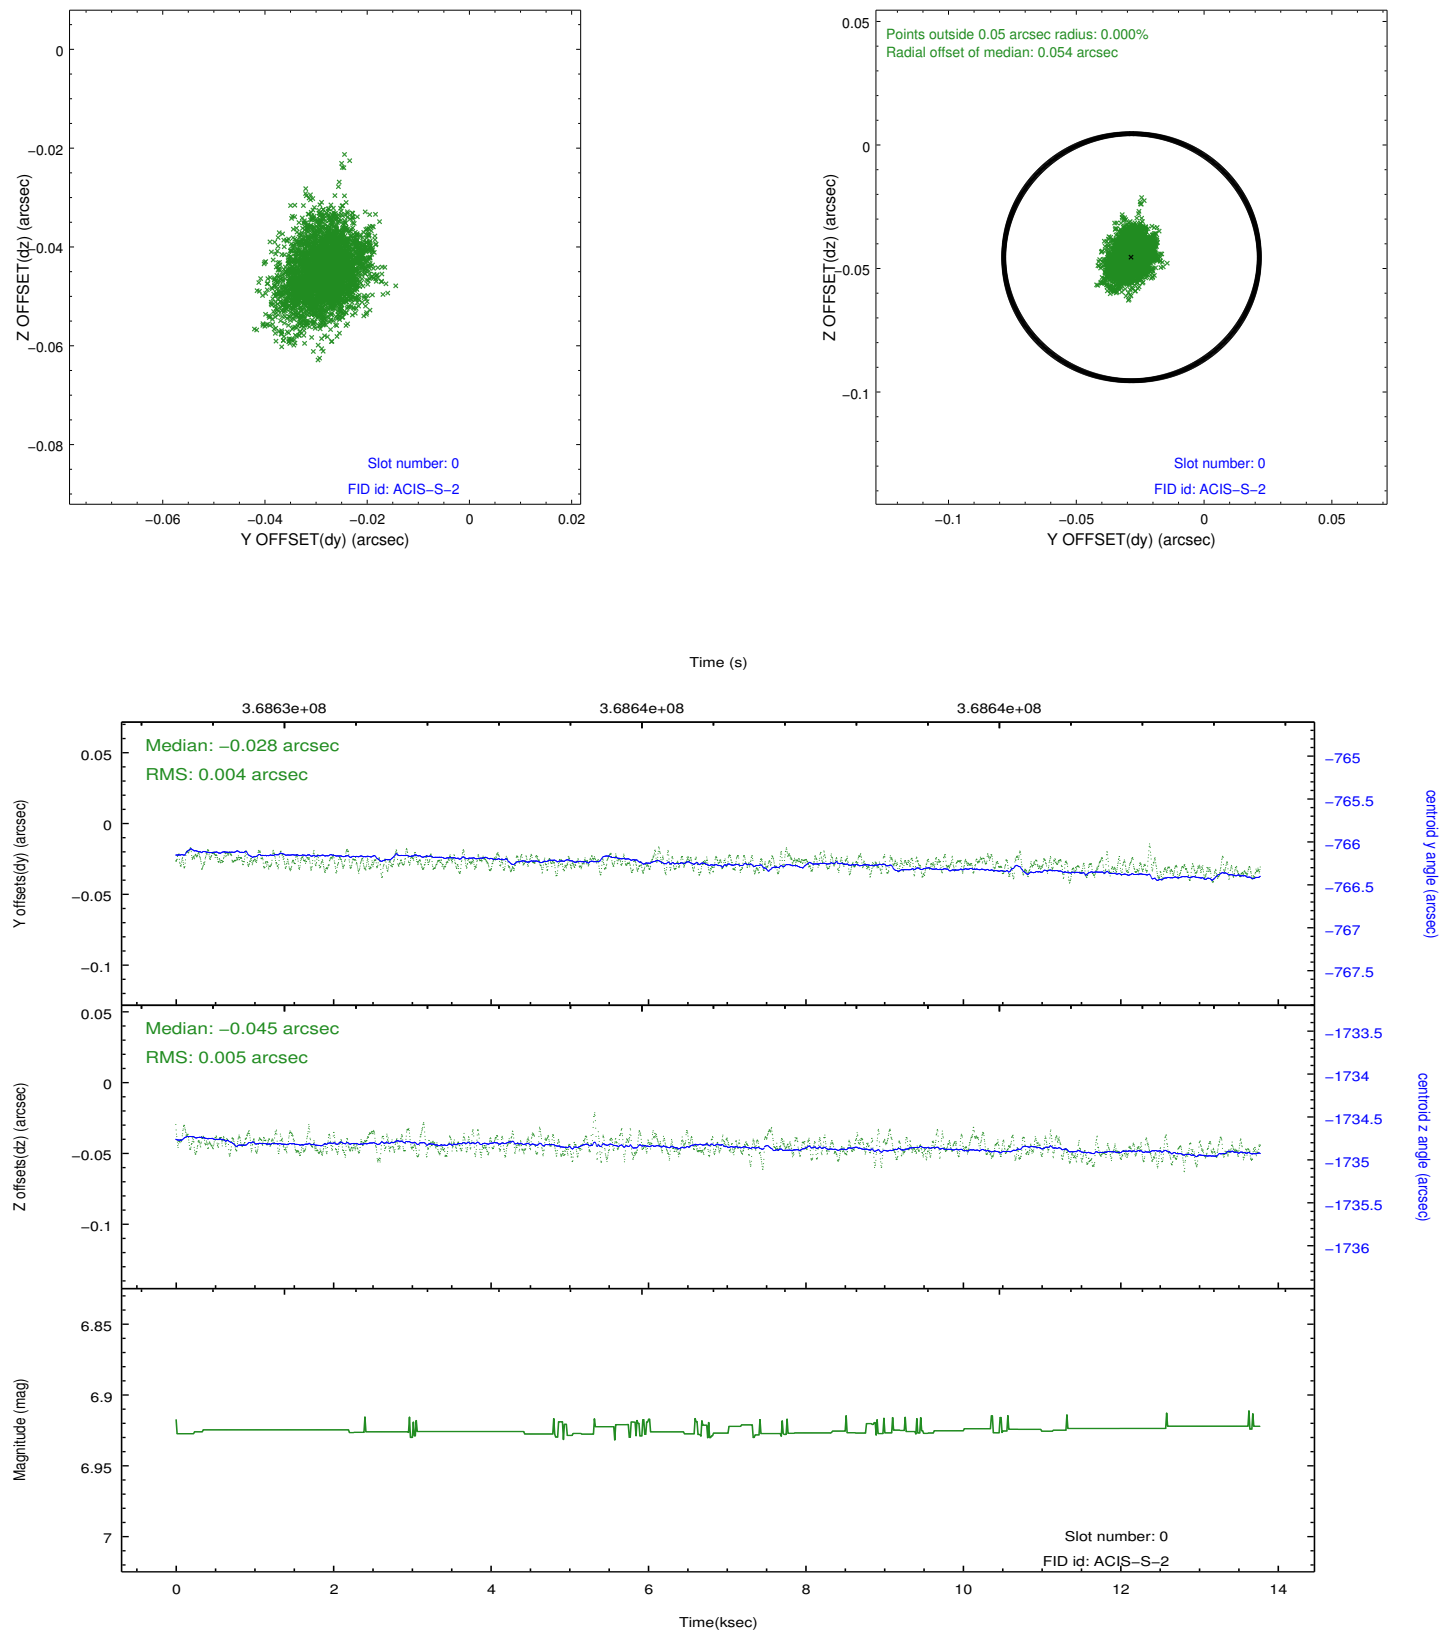 0
−0.02
−0.04
−0.06
−0.08
Z OFFSET(dz) (arcsec)
Slot number: 0
FID id: ACIS−S−2
−0.06
−0.04
−0.02
0
0.02
Y OFFSET(dy) (arcsec)
Points outside 0.05 arcsec radius: 0.000%
Radial offset of median: 0.054 arcsec
0.05
0
−0.05
−0.1
Z OFFSET(dz) (arcsec)
Slot number: 0
FID id: ACIS−S−2
−0.1
−0.05
0
0.05
Y OFFSET(dy) (arcsec)
Time (s)
3.6863e+08
3.6864e+08
3.6864e+08
Median: −0.028 arcsec
RMS: 0.004 arcsec
0.05
0
−0.05
−0.1
Y offsets(dy) (arcsec)
−765
−765.5
−766
−766.5
−767
−767.5
centroid y angle (arcsec)
Median: −0.045 arcsec
RMS: 0.005 arcsec
0.05
0
−0.05
−0.1
Z offsets(dz) (arcsec)
−1733.5
−1734
−1734.5
−1735
−1735.5
−1736
centroid z angle (arcsec)
6.85
6.9
6.95
7
Magnitude (mag)
Slot number: 0
FID id: ACIS−S−2
0
2
4
6
8
10
12
14
Time(ksec)